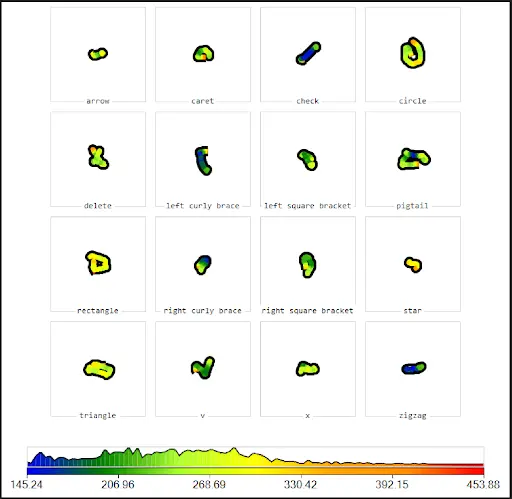 arrow caret check circle
delete left curly brace left square bracket pigtail
rectangle right curly brace right square bracket star
triangle v x zigzag
145.24 206.96 268.69 330.42 392.15 453.88